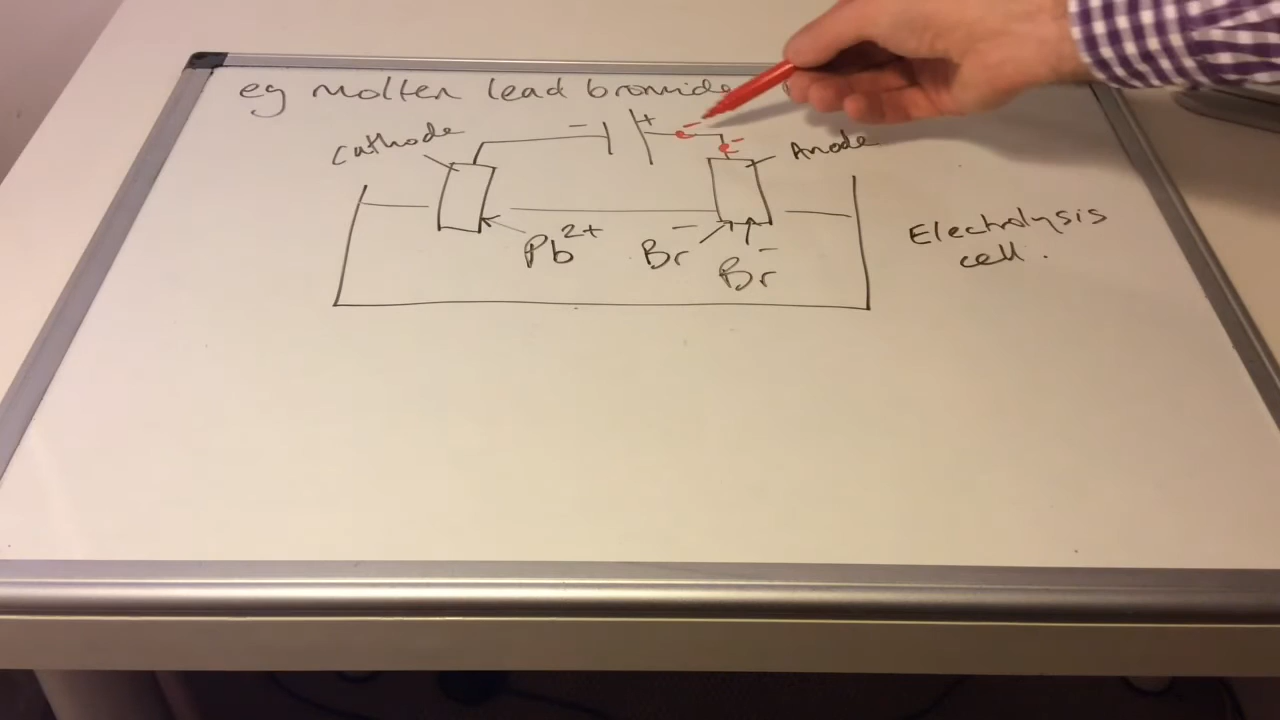 eg molten lead bromide
Cathode - + e- e- Anode
Pb2+ Br- Br-
Electrolysis
cell.